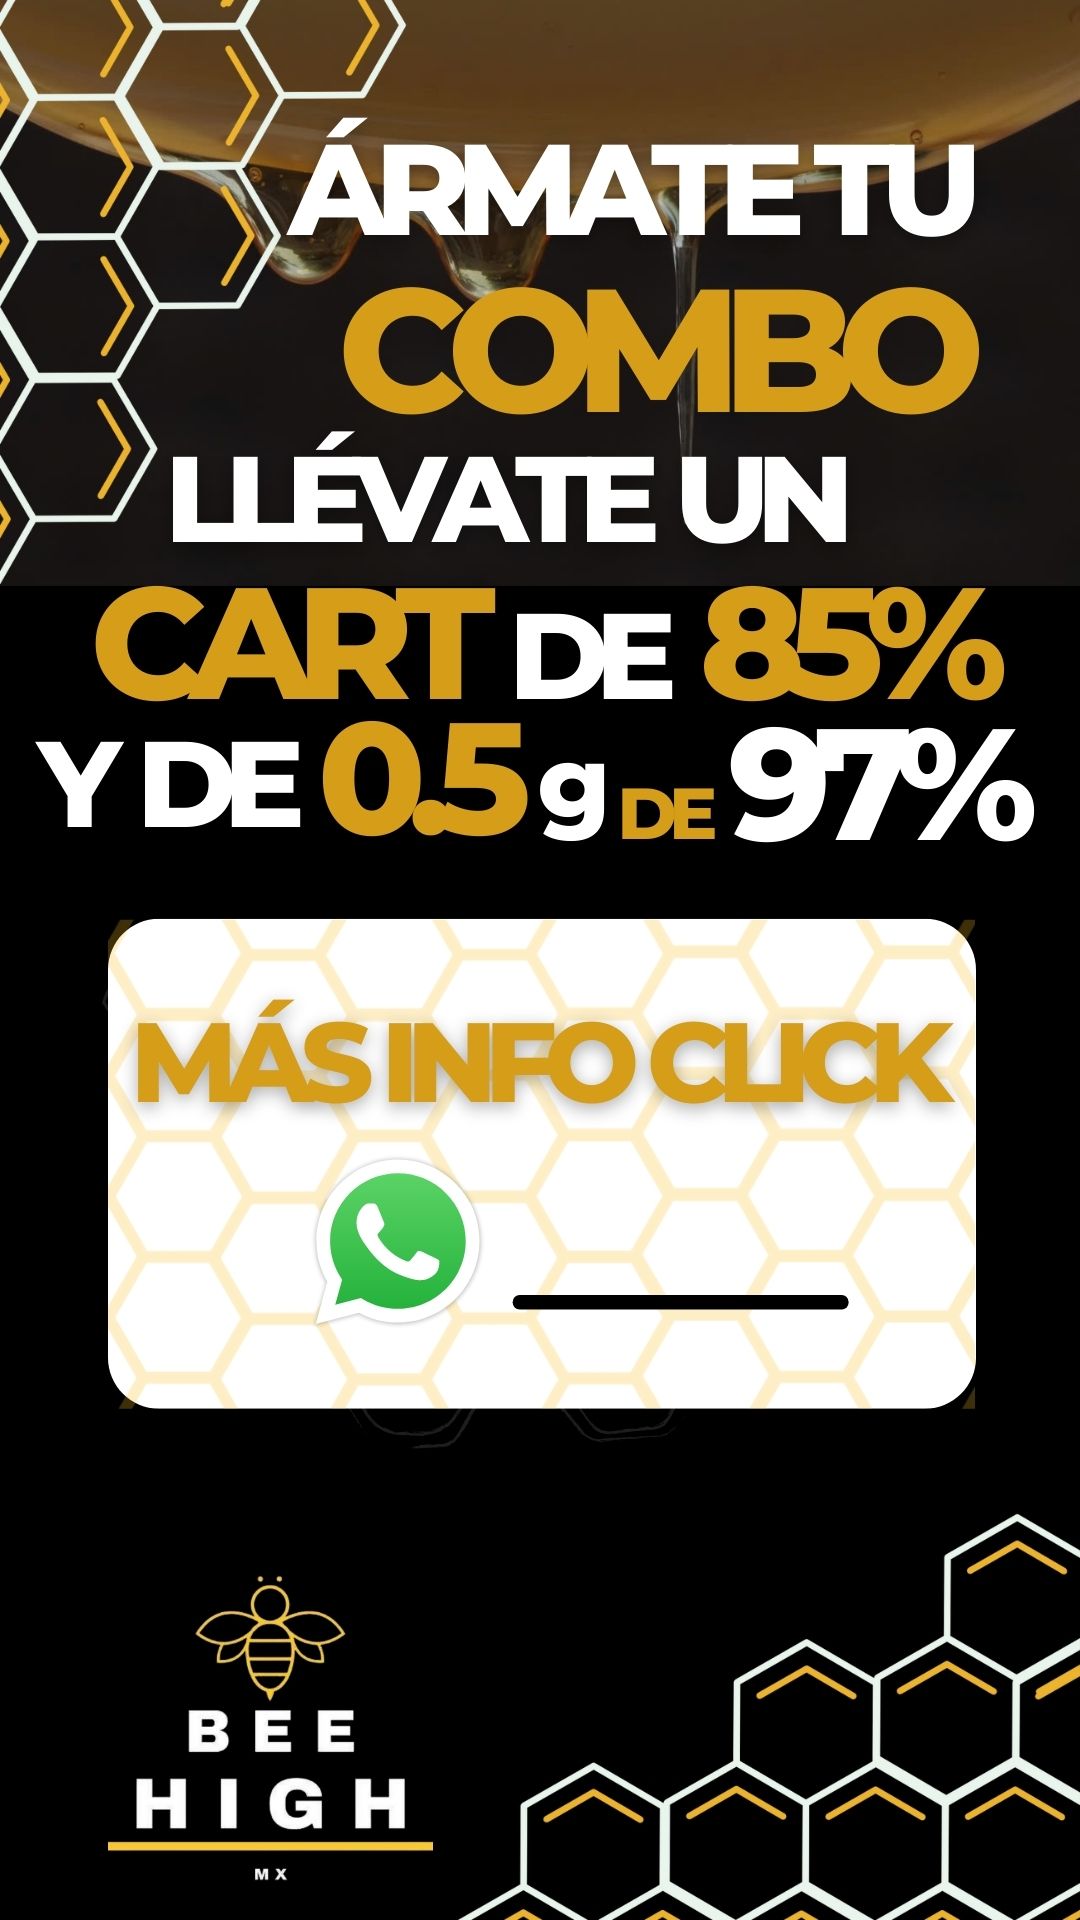 ÁRMATE TU
COMBO
LLÉVATE UN
CART DE 85%
Y DE 0.5 g DE 97%
MÁS INFO CLICK
BEE
HIGH
MX